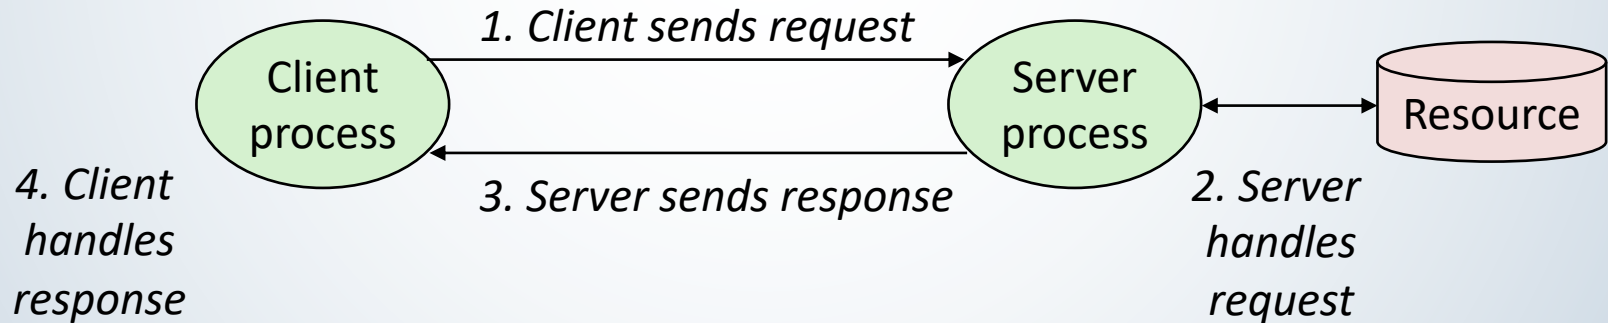 1. Client sends request
Client
process
Server
process
Resource
4. Client
handles
response
3. Server sends response
2. Server
handles
request